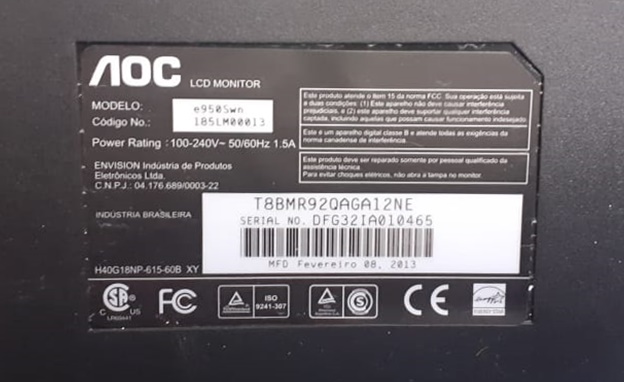 AOC LCD MONITOR
MODELO: e950Swn
Código No.: 185LM00013
Power Rating : 100-240V~ 50/60Hz 1.5A
ENVISION Indústria de Produtos
Eletrônicos Ltda.
C.N.P.J.: 04.176.689/0003-22
Este produto atende o item 15 da norma FCC. Sua operação está sujeita
a duas condições: (1) Este aparelho não deve causar interferência
prejudiciais, e (2) este aparelho deve suportar qualquer interferência
captada, incluindo aquelas que possam causar funcionamento indesejado.
Este é um aparelho digital classe B e atende todas as exigências da
norma canadense de interferência.
Este produto deve ser reparado somente por pessoal qualificado da
assistência técnica.
Para evitar choques elétricos, não abra a tampa no monitor.
INDÚSTRIA BRASILEIRA
T8BMR92QAGA12NE
SERIAL NO. DFG32IA010465
MFD Fevereiro 08, 2013
H40G18NP-615-60B XY
C US
FC
ISO
9241-307
S
CE
ENERGY STAR